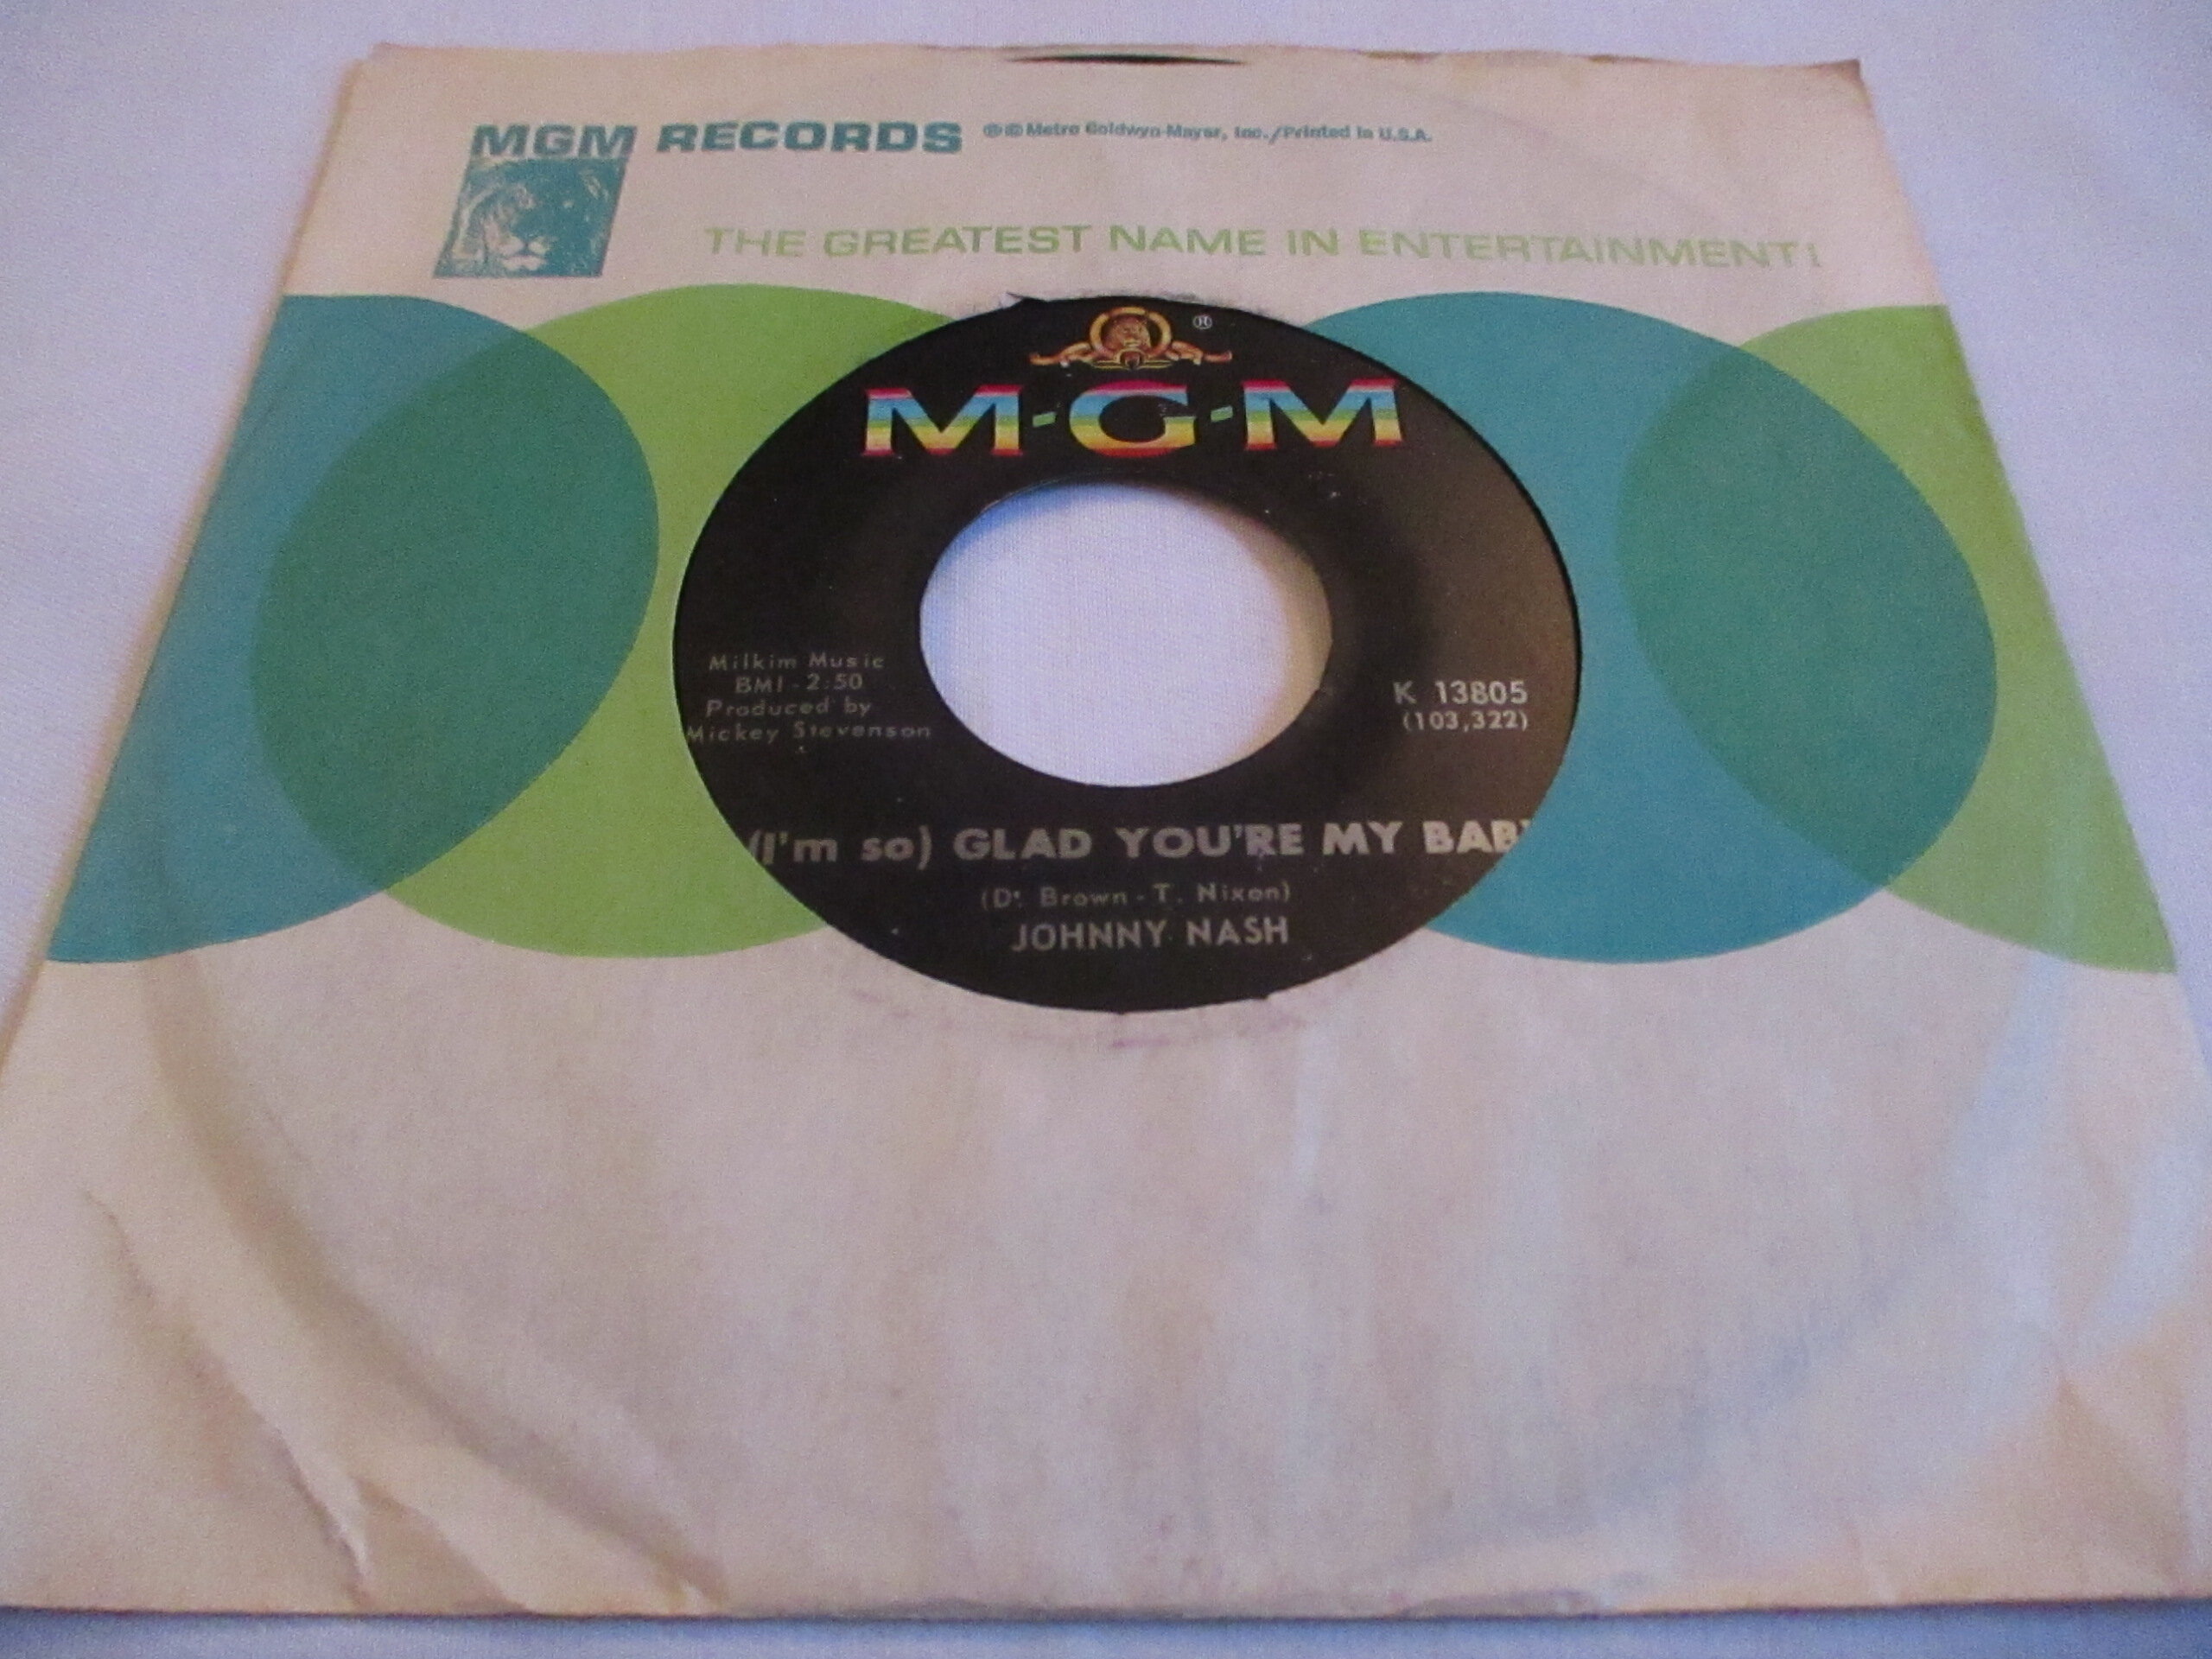 MGM RECORDS ®© Metro Goldwyn-Mayer, Inc./Printed in U.S.A.
THE GREATEST NAME IN ENTERTAINMENT!
®
M-G-M
Milkim Music
BMI - 2:50
Produced by
Mickey Stevenson
K 13805
(103,322)
(I'm so) GLAD YOU'RE MY BAB
(D. Brown - T. Nixon)
JOHNNY NASH